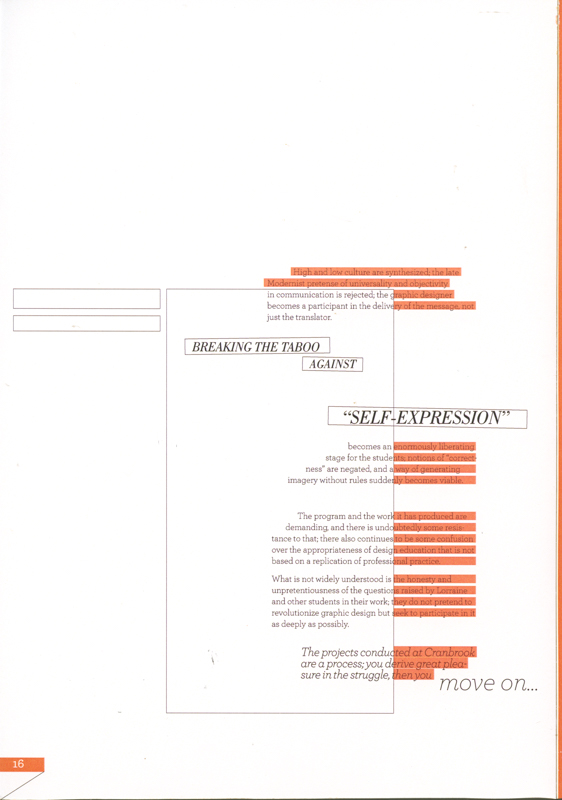 High and low culture are synthesized; the late
Modernist pretense of universality and objectivity
in communication is rejected; the graphic designer
becomes a participant in the delivery of the message, not
just the translator.
BREAKING THE TABOO
AGAINST
“SELF-EXPRESSION”
becomes an enormously liberating
stage for the students; notions of “correct-
ness” are negated, and a way of generating
imagery without rules suddenly becomes viable.
The program and the work it has produced are
demanding, and there is undoubtedly some resis-
tance to that; there also continues to be some confusion
over the appropriateness of design education that is not
based on a replication of professional practice.
What is not widely understood is the honesty and
unpretentiousness of the questions raised by Lorraine
and other students in their work; they do not pretend to
revolutionize graphic design but seek to participate in it
as deeply as possibly.
The projects conducted at Cranbrook
are a process; you derive great plea-
sure in the struggle, then you
move on...
16